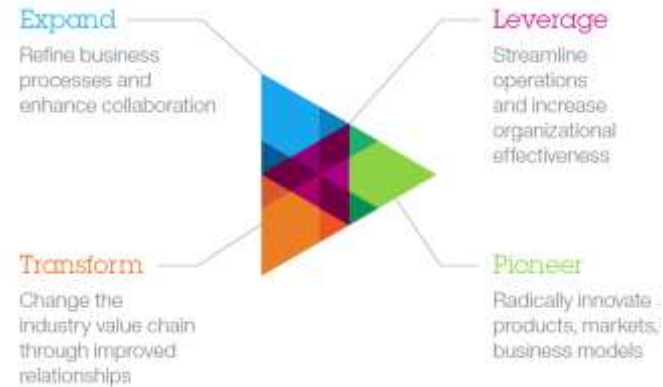 Expand
Refine business
processes and
enhance collaboration
Leverage
Streamline
operations
and increase
organizational
effectiveness
Transform
Change the
industry value chain
through improved
relationships
Pioneer
Radically innovate
products, markets,
business models